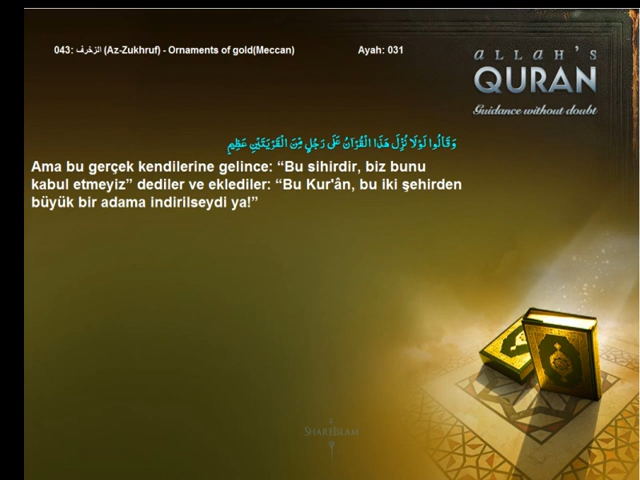 043: الزخرف (Az-Zukhruf) - Ornaments of gold(Meccan) Ayah: 031
ALLAH'S
QURAN
Guidance without doubt
وَقَالُوا لَوْلَا نُزِّلَ هَذَا الْقُرْآنُ عَلَى رَجُلٍ مِّنَ الْقَرْيَتَيْنِ عَظِيمٍ
Ama bu gerçek kendilerine gelince: “Bu sihirdir, biz bunu
kabul etmeyiz” dediler ve eklediler: “Bu Kur'ân, bu iki şehirden
büyük bir adama indirilseydi ya!”
SHAREISLAM